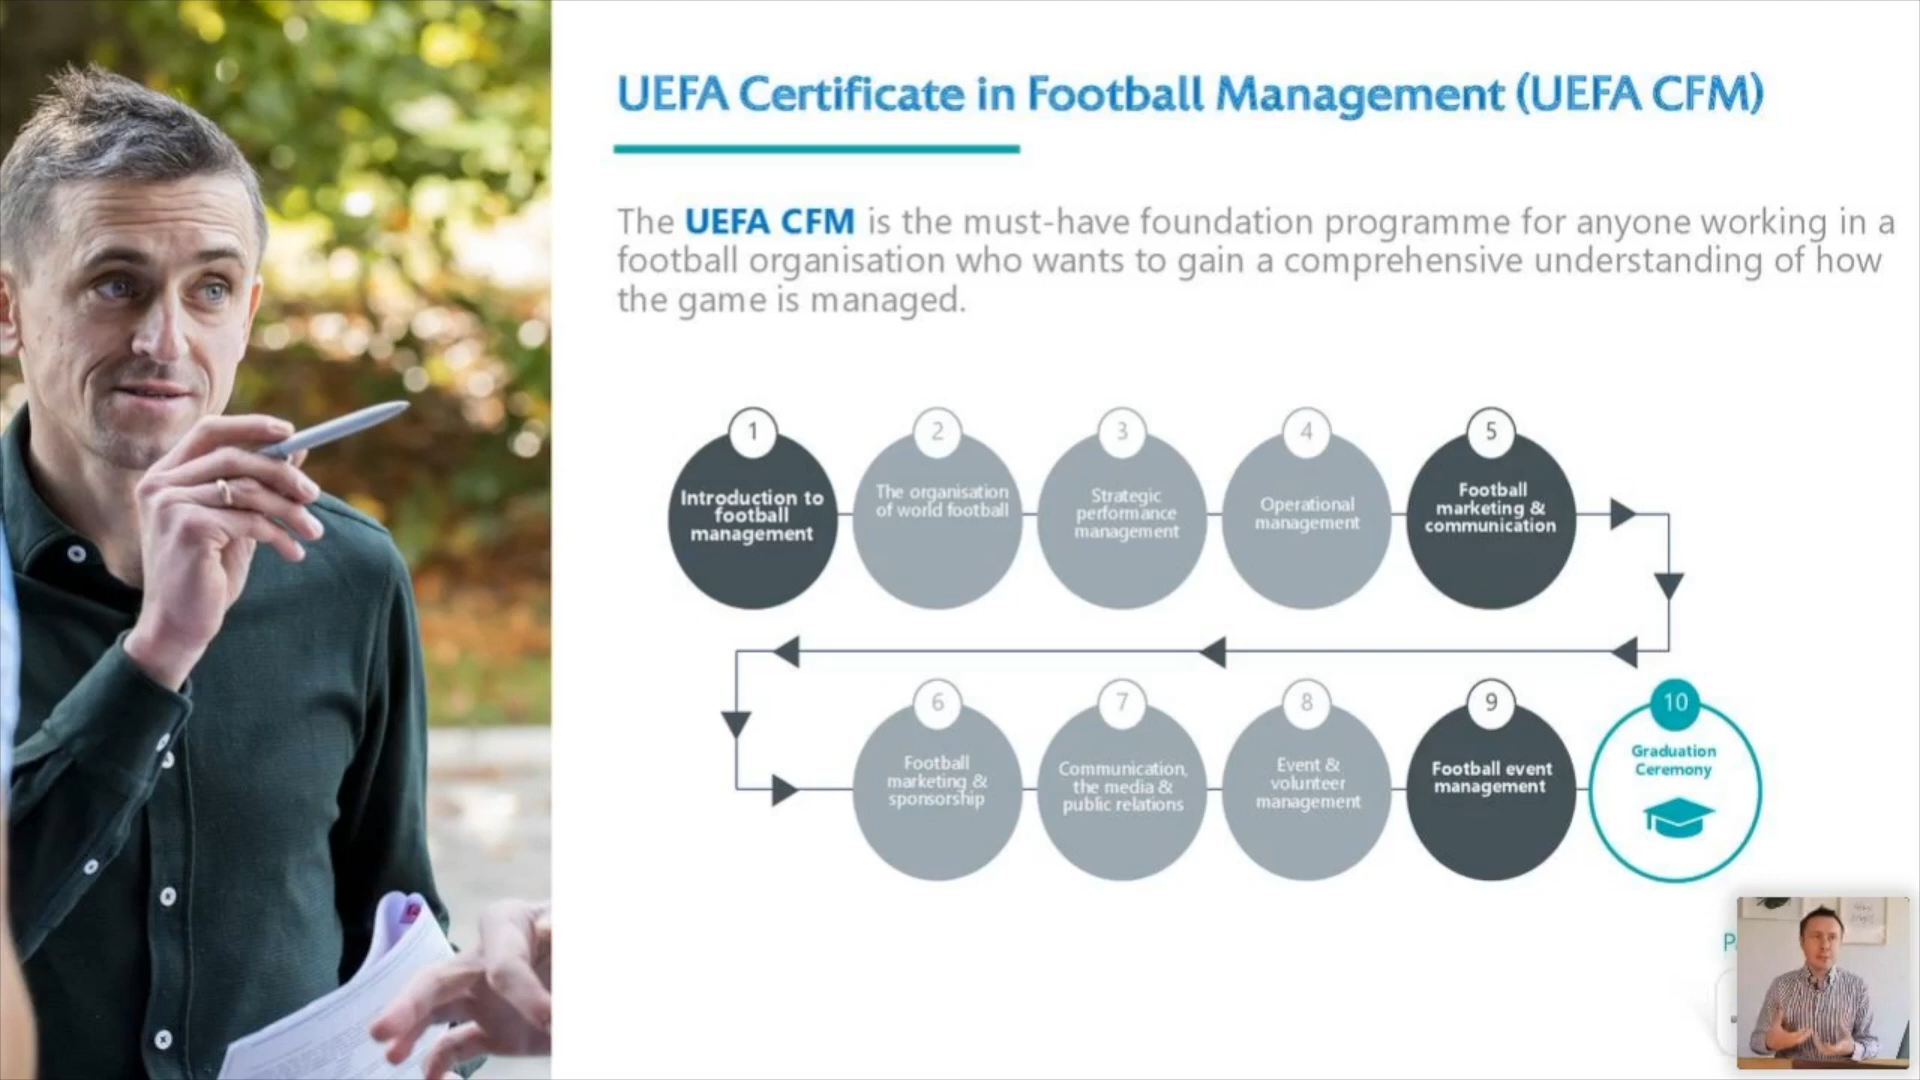 UEFA Certificate in Football Management (UEFA CFM)
The UEFA CFM is the must-have foundation programme for anyone working in a
football organisation who wants to gain a comprehensive understanding of how
the game is managed.
1
Introduction to
football
management
2
The organisation
of world football
3
Strategic
performance
management
4
Operational
management
5
Football
marketing &
communication
6
Football
marketing &
sponsorship
7
Communication,
the media &
public relations
8
Event &
volunteer
management
9
Football event
management
10
Graduation
Ceremony